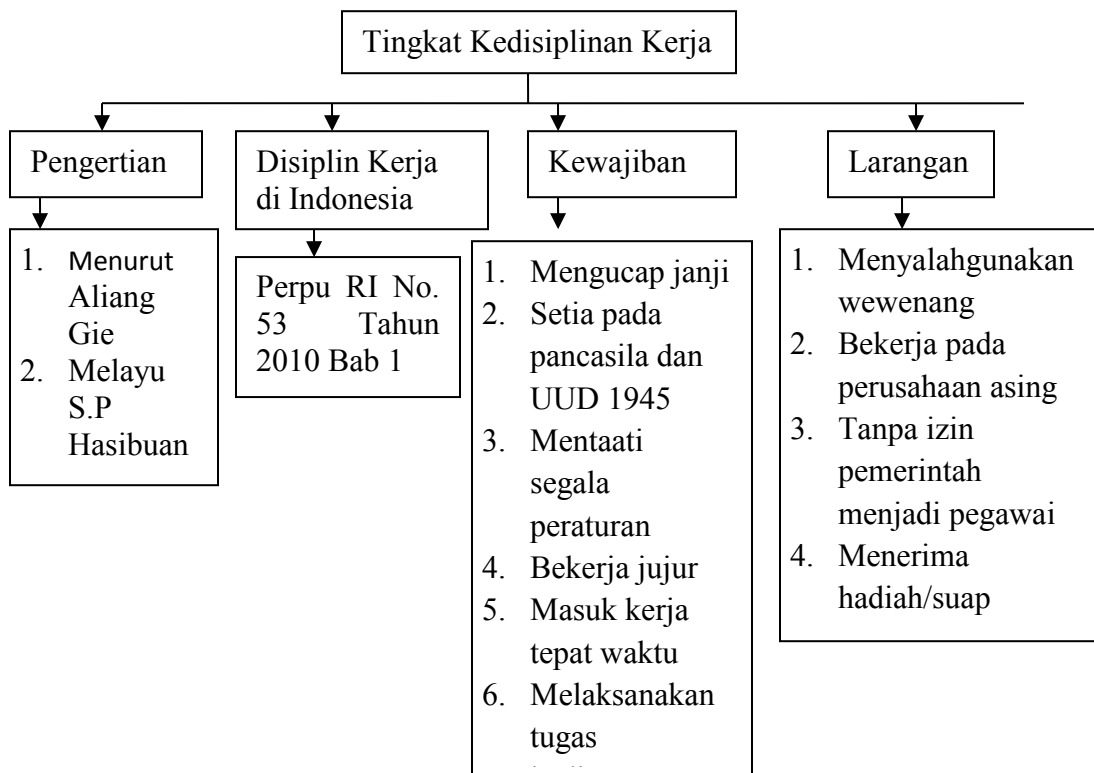 Tingkat Kedisiplinan Kerja
Pengertian
Disiplin Kerja
di Indonesia
Kewajiban
Larangan
1. Menurut
Aliang
Gie
2. Melayu
S.P
Hasibuan
Perpu RI No.
53 Tahun
2010 Bab 1
1. Mengucap janji
2. Setia pada
pancasila dan
UUD 1945
3. Mentaati
segala
peraturan
4. Bekerja jujur
5. Masuk kerja
tepat waktu
6. Melaksanakan
tugas
1. Menyalahgunakan
wewenang
2. Bekerja pada
perusahaan asing
3. Tanpa izin
pemerintah
menjadi pegawai
4. Menerima
hadiah/suap